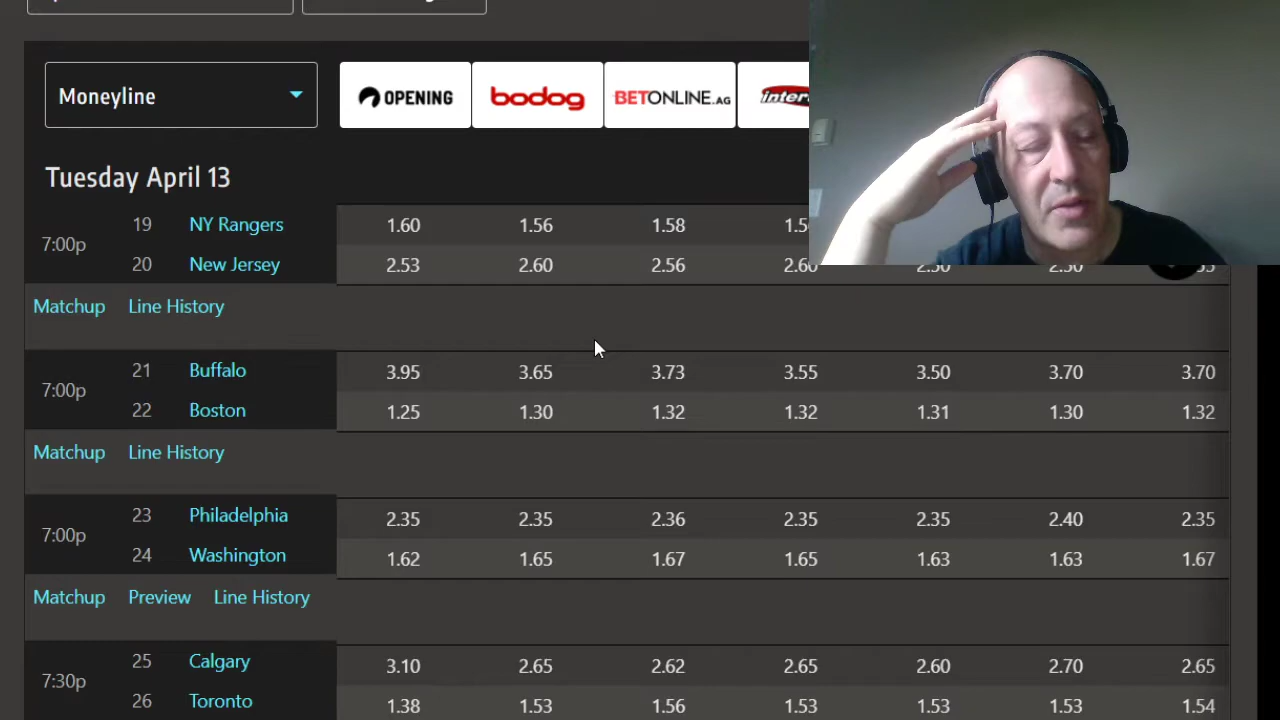 Moneyline OPENING bodog BETONLINE.AG
Tuesday April 13
7:00p 19 NY Rangers 1.60 1.56 1.58
20 New Jersey 2.53 2.60 2.56 2.60
Matchup Line History
7:00p 21 Buffalo 3.95 3.65 3.73 3.55 3.50 3.70 3.70
22 Boston 1.25 1.30 1.32 1.32 1.31 1.30 1.32
Matchup Line History
7:00p 23 Philadelphia 2.35 2.35 2.36 2.35 2.35 2.40 2.35
24 Washington 1.62 1.65 1.67 1.65 1.63 1.63 1.67
Matchup Preview Line History
7:30p 25 Calgary 3.10 2.65 2.62 2.65 2.60 2.70 2.65
26 Toronto 1.38 1.53 1.56 1.53 1.53 1.53 1.54